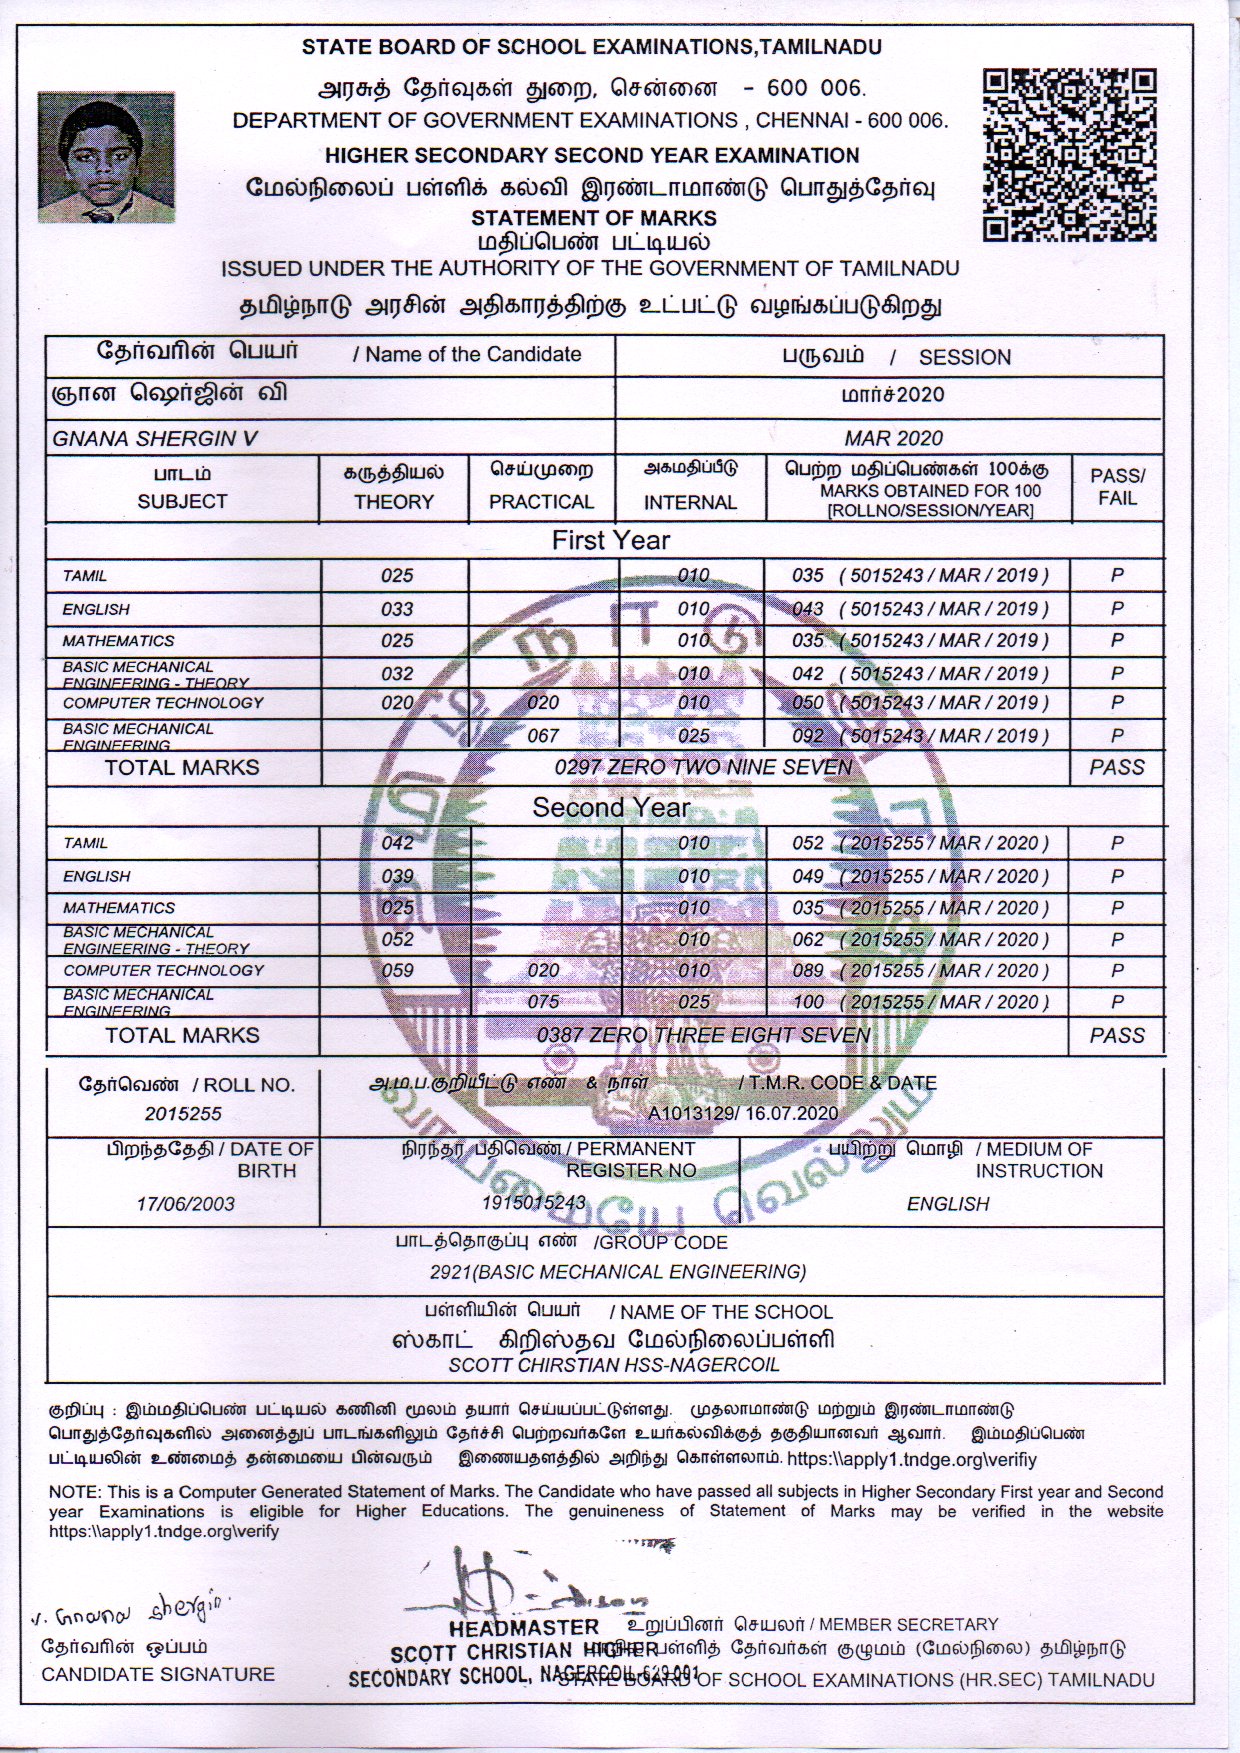 STATE BOARD OF SCHOOL EXAMINATIONS,TAMILNADU
அரசுத் தேர்வுகள் துறை, சென்னை - 600 006.
DEPARTMENT OF GOVERNMENT EXAMINATIONS , CHENNAI - 600 006.
HIGHER SECONDARY SECOND YEAR EXAMINATION
மேல்நிலைப் பள்ளிக் கல்வி இரண்டாமாண்டு பொதுத்தேர்வு
STATEMENT OF MARKS
மதிப்பெண் பட்டியல்
ISSUED UNDER THE AUTHORITY OF THE GOVERNMENT OF TAMILNADU
தமிழ்நாடு அரசின் அதிகாரத்திற்கு உட்பட்டு வழங்கப்படுகிறது
தேர்வரின் பெயர் / Name of the Candidate பருவம் / SESSION
ஞான ஷெர்ஜின் வி மார்ச்2020
GNANA SHERGIN V MAR 2020
பாடம் கருத்தியல் செய்முறை அகமதிப்பீடு பெற்ற மதிப்பெண்கள் 100க்கு PASS/
SUBJECT THEORY PRACTICAL INTERNAL MARKS OBTAINED FOR 100 FAIL
[ROLLNO/SESSION/YEAR]
First Year
TAMIL 025 010 035 ( 5015243 / MAR / 2019 ) P
ENGLISH 033 010 043 ( 5015243 / MAR / 2019 ) P
MATHEMATICS 025 010 035 ( 5015243 / MAR / 2019 ) P
BASIC MECHANICAL
ENGINEERING - THEORY 032 010 042 ( 5015243 / MAR / 2019 ) P
COMPUTER TECHNOLOGY 020 020 010 050 ( 5015243 / MAR / 2019 ) P
BASIC MECHANICAL
ENGINEERING 067 025 092 ( 5015243 / MAR / 2019 ) P
TOTAL MARKS 0297 ZERO TWO NINE SEVEN PASS
Second Year
TAMIL 042 010 052 ( 2015255 / MAR / 2020 ) P
ENGLISH 039 010 049 ( 2015255 / MAR / 2020 ) P
MATHEMATICS 025 010 035 ( 2015255 / MAR / 2020 ) P
BASIC MECHANICAL
ENGINEERING - THEORY 052 010 062 ( 2015255 / MAR / 2020 ) P
COMPUTER TECHNOLOGY 059 020 010 089 ( 2015255 / MAR / 2020 ) P
BASIC MECHANICAL
ENGINEERING 075 025 100 ( 2015255 / MAR / 2020 ) P
TOTAL MARKS 0387 ZERO THREE EIGHT SEVEN PASS
தேர்வெண் / ROLL NO. அ.ம.ப.குறியீட்டு எண் & நாள் / T.M.R. CODE & DATE
2015255 A1013129/ 16.07.2020
பிறந்ததேதி / DATE OF BIRTH நிரந்தர பதிவெண் / PERMANENT REGISTER NO பயிற்று மொழி / MEDIUM OF INSTRUCTION
17/06/2003 1915015243 ENGLISH
பாடத்தொகுப்பு எண் /GROUP CODE
2921(BASIC MECHANICAL ENGINEERING)
பள்ளியின் பெயர் / NAME OF THE SCHOOL
ஸ்காட் கிறிஸ்தவ மேல்நிலைப்பள்ளி
SCOTT CHIRSTIAN HSS-NAGERCOIL
குறிப்பு : இம்மதிப்பெண் பட்டியல் கணினி மூலம் தயார் செய்யப்பட்டுள்ளது. முதலாமாண்டு மற்றும் இரண்டாமாண்டு
பொதுத்தேர்வுகளில் அனைத்துப் பாடங்களிலும் தேர்ச்சி பெற்றவர்களே உயர்கல்விக்குத் தகுதியானவர் ஆவார். இம்மதிப்பெண்
பட்டியலின் உண்மைத் தன்மையை பின்வரும் இணையதளத்தில் அறிந்து கொள்ளலாம். https:\\apply1.tndge.org\verifiy
NOTE: This is a Computer Generated Statement of Marks. The Candidate who have passed all subjects in Higher Secondary First year and Second
year Examinations is eligible for Higher Educations. The genuineness of Statement of Marks may be verified in the website
https:\\apply1.tndge.org\verify
V. Gnana Shergin.
தேர்வரின் ஒப்பம்
CANDIDATE SIGNATURE
HEADMASTER
SCOTT CHRISTIAN HIGHER
SECONDARY SCHOOL, NAGERCOIL-629 001
உறுப்பினர் செயலர் / MEMBER SECRETARY
பள்ளித் தேர்வர்கள் குழுமம் (மேல்நிலை) தமிழ்நாடு
STATE BOARD OF SCHOOL EXAMINATIONS (HR.SEC) TAMILNADU
தமிழ்நாடு அரசு
வாய்மையே வெல்லும்